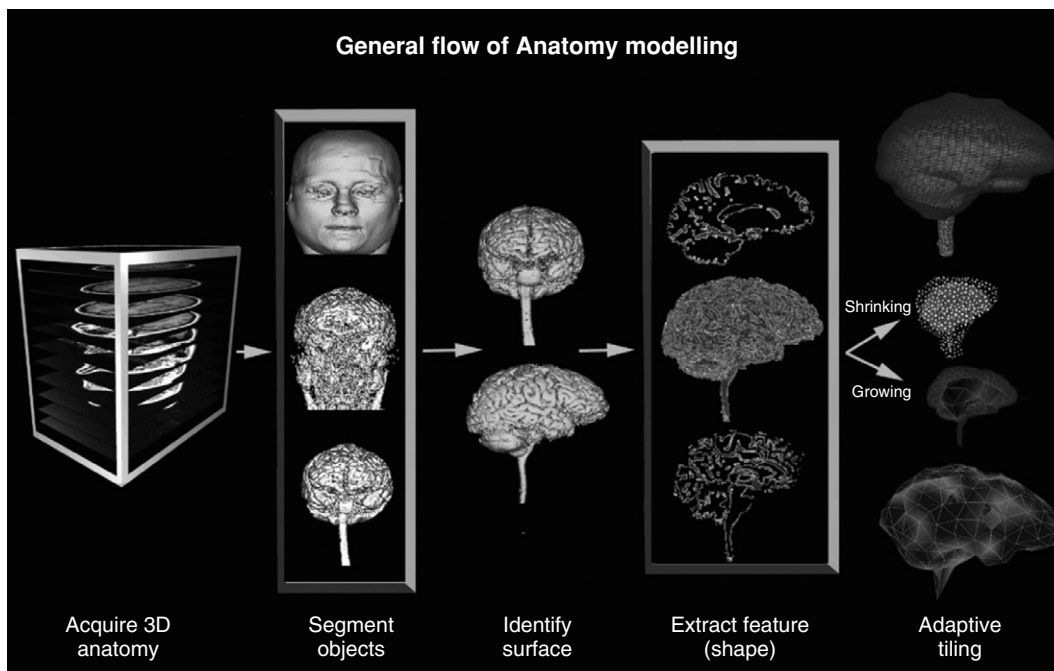 General flow of Anatomy modelling
Shrinking
Growing
Acquire 3D
anatomy
Segment
objects
Identify
surface
Extract feature
(shape)
Adaptive
tiling